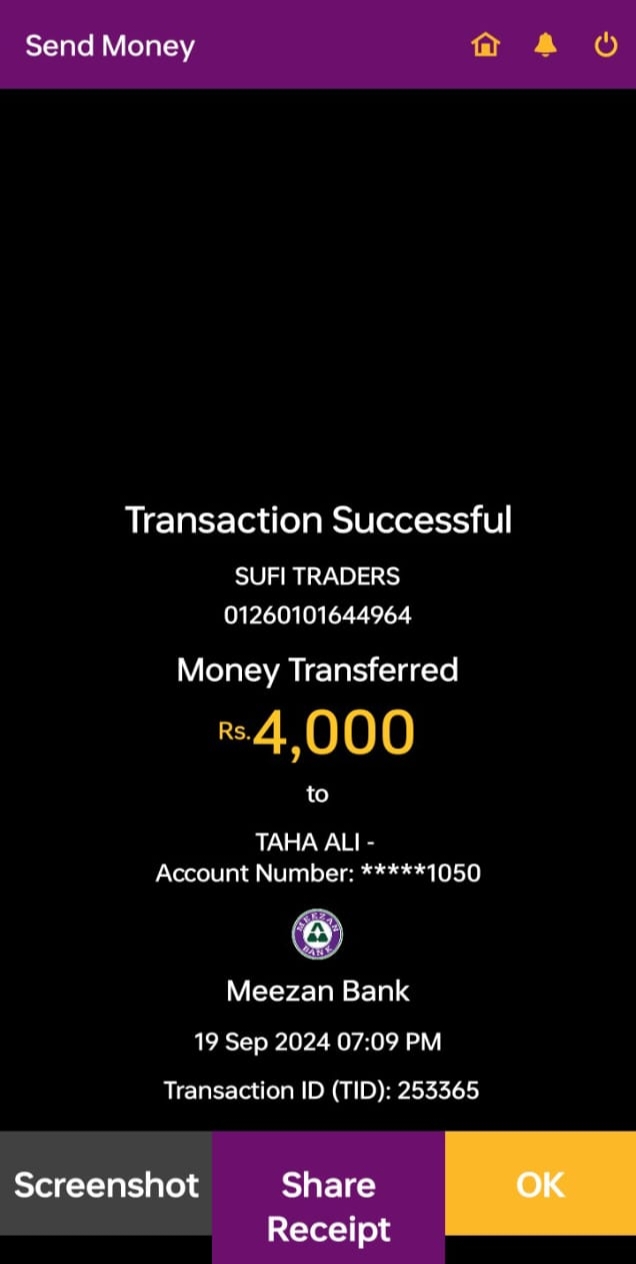 Send Money
Transaction Successful
SUFI TRADERS
01260101644964
Money Transferred
Rs.4,000
to
TAHA ALI -
Account Number: *****1050
MEEZAN
BANK
Meezan Bank
19 Sep 2024 07:09 PM
Transaction ID (TID): 253365
Screenshot
Share
Receipt
OK